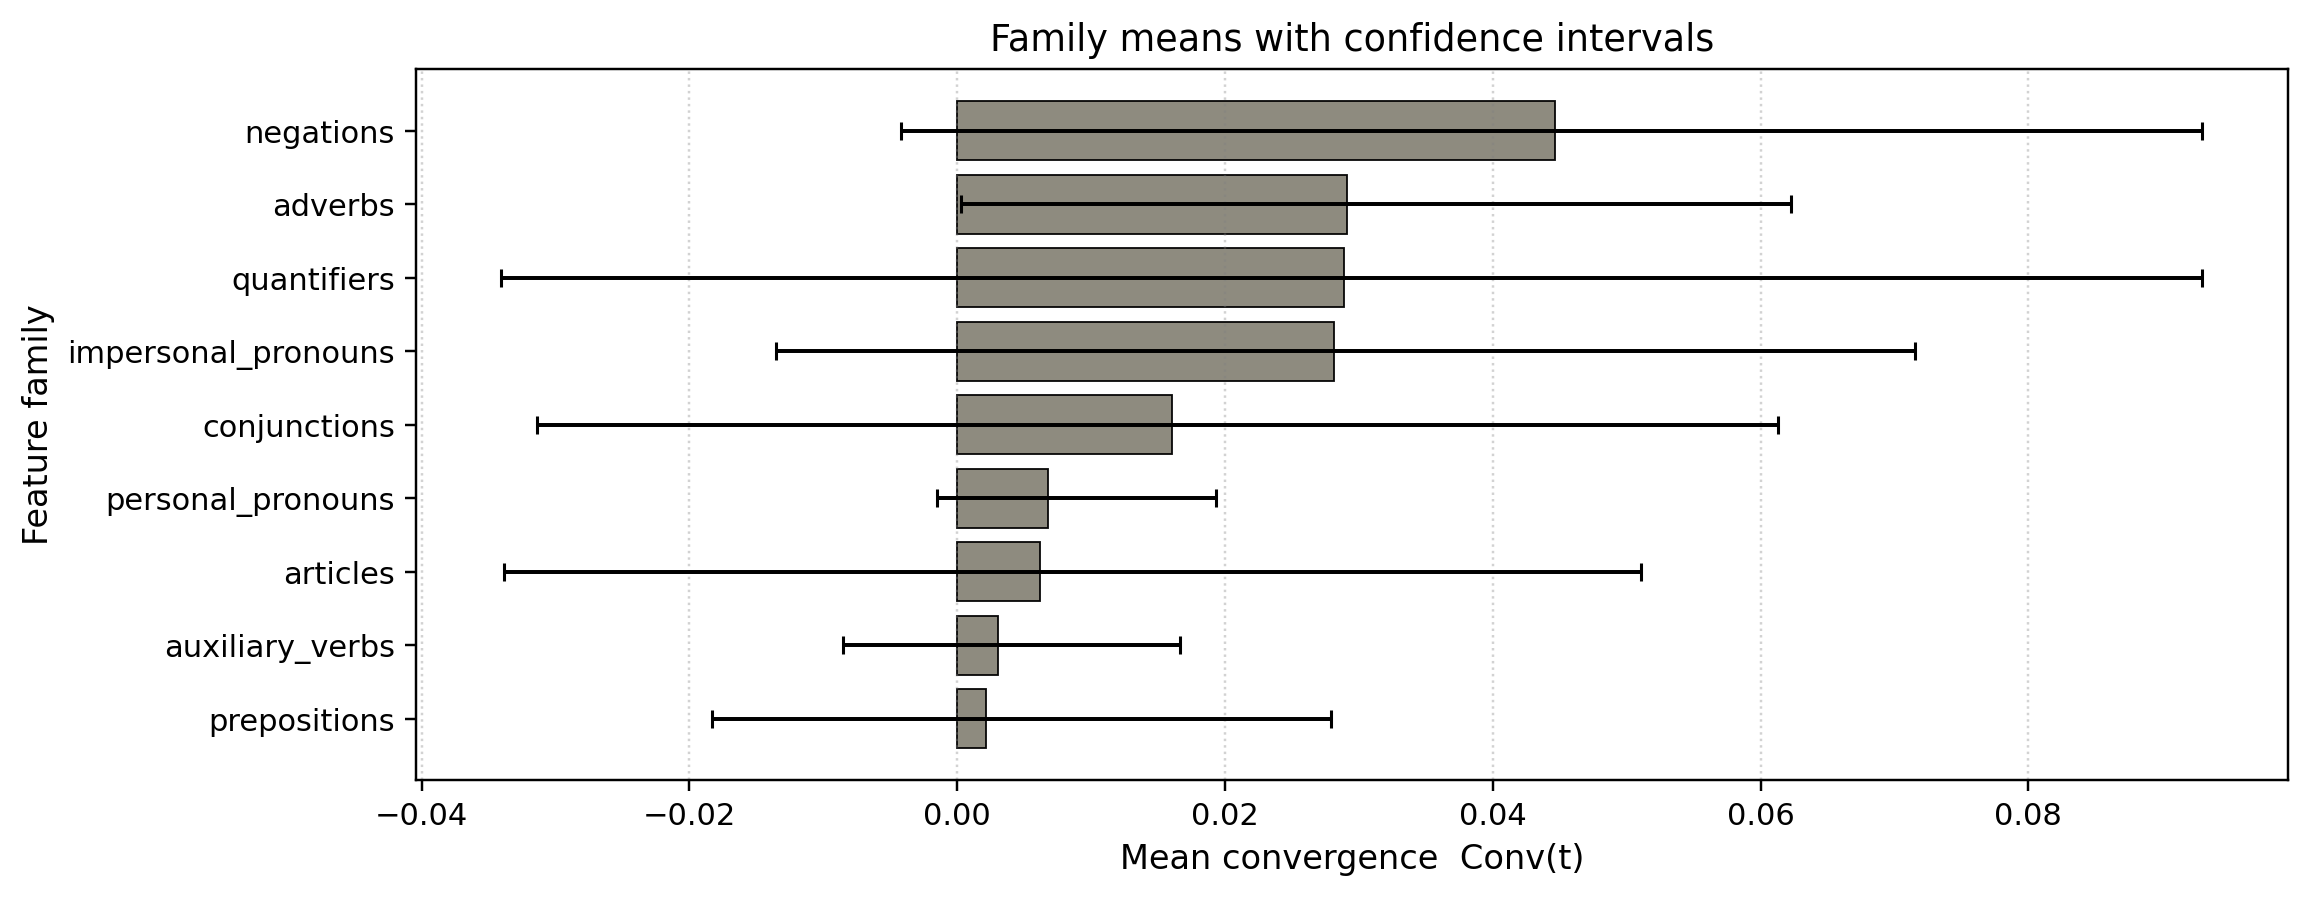 Family means with confidence intervals
Feature family
negations
adverbs
quantifiers
impersonal_pronouns
conjunctions
personal_pronouns
articles
auxiliary_verbs
prepositions
−0.04 −0.02 0.00 0.02 0.04 0.06 0.08
Mean convergence  Conv(t)